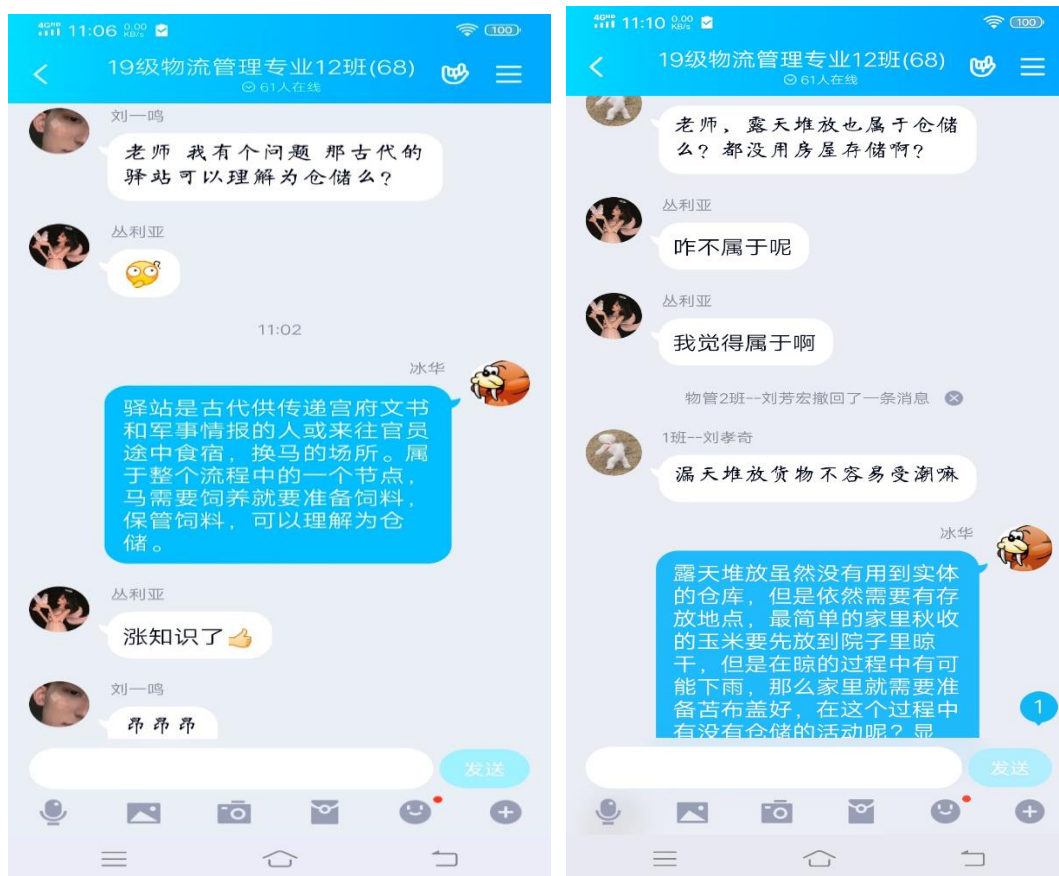 4GHD 11:06 0.00 KB/s 100
19级物流管理专业12班(68)
61人在线
刘一鸣
老师 我有个问题 那古代的
驿站可以理解为仓储么?
丛利亚
11:02
冰华
驿站是古代供传递宫府文书
和军事情报的人或来往官员
途中食宿，换马的场所。属
于整个流程中的一个节点，
马需要饲养就要准备饲料，
保管饲料，可以理解为仓
储。
丛利亚
涨知识了
刘一鸣
昂昂昂
发送
4GHD 11:10 0.00 KB/s 100
19级物流管理专业12班(68)
61人在线
老师，露天堆放也属于仓储
么? 都没用房屋存储啊?
丛利亚
咋不属于呢
丛利亚
我觉得属于啊
物管2班--刘芳宏撤回了一条消息
1班--刘孝奇
漏天堆放货物不容易受潮嘛
冰华
露天堆放虽然没有用到实体
的仓库，但是依然需要有存
放地点，最简单的家里秋收
的玉米要先放到院子里晾
干，但是在晾的过程中有可
能下雨，那么家里就需要准
备苫布盖好，在这个过程中
有没有仓储的活动呢? 显
1
发送